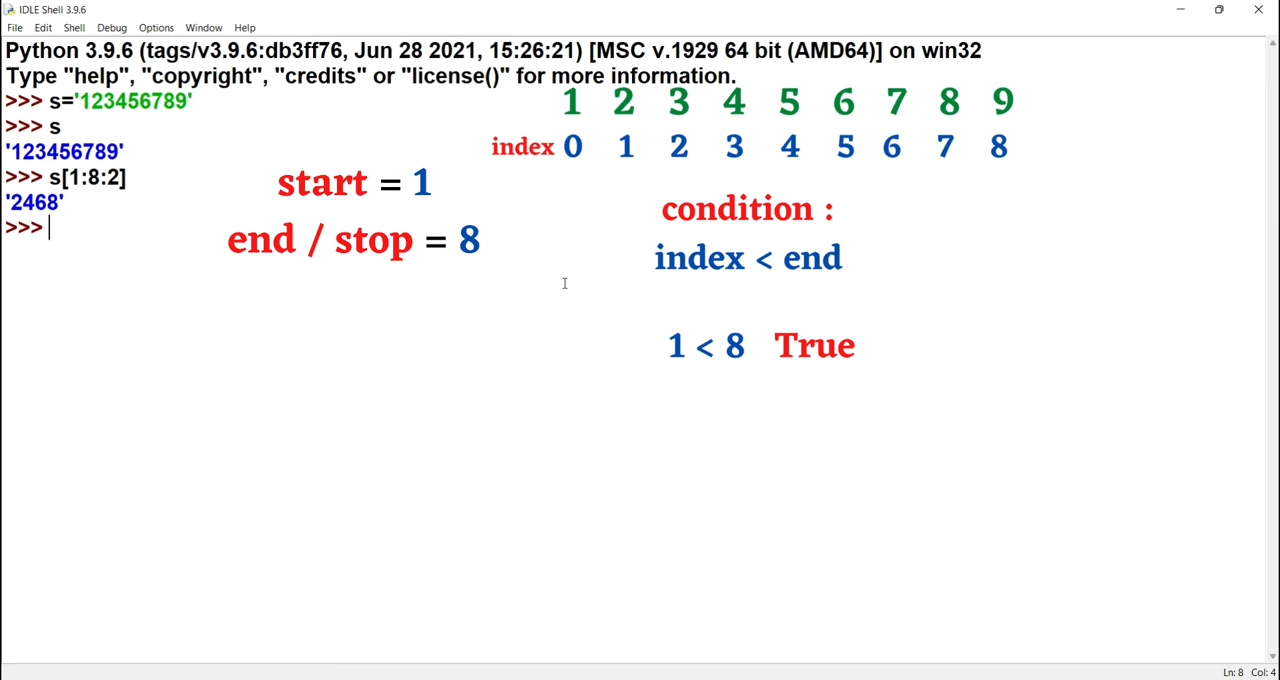 IDLE Shell 3.9.6
File Edit Shell Debug Options Window Help
Python 3.9.6 (tags/v3.9.6:db3ff76, Jun 28 2021, 15:26:21) [MSC v.1929 64 bit (AMD64)] on win32
Type "help", "copyright", "credits" or "license()" for more information.
>>> s='123456789'
>>> s
'123456789'
>>> s[1:8:2]
'2468'
>>>
1 2 3 4 5 6 7 8 9
index 0 1 2 3 4 5 6 7 8
start = 1
end / stop = 8
condition :
index < end
1 < 8 True
Ln: 8 Col: 4